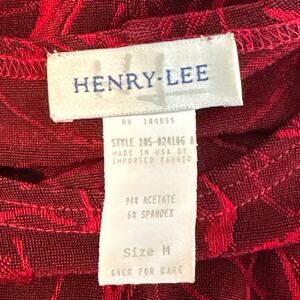 HENRY-LEE
RN 104855
STYLE 105-024106 A
MADE IN USA OF
IMPORTED FABRIC
94% ACETATE
6% SPANDEX
Size M
OVER FOR CARE